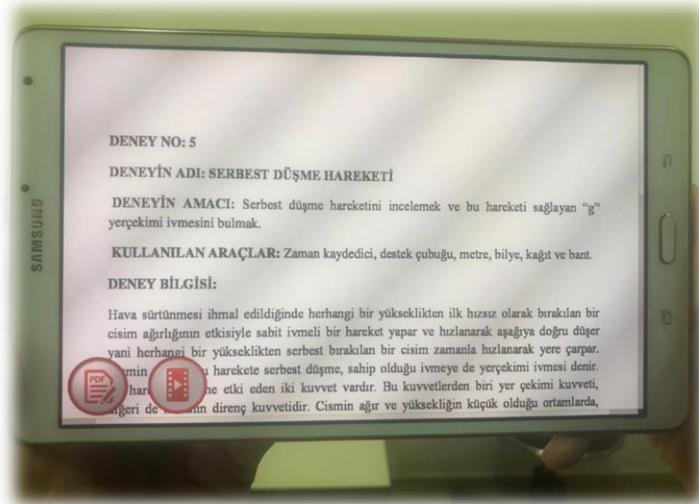 SAMSUNG
DENEY NO: 5
DENEYİN ADI: SERBEST DÜŞME HAREKETİ
DENEYİN AMACI: Serbest düşme hareketini incelemek ve bu hareketi sağlayan “g”
yerçekimi ivmesini bulmak.
KULLANILAN ARAÇLAR: Zaman kaydedici, destek çubuğu, metre, bilye, kağıt ve bant.
DENEY BİLGİSİ:
Hava sürtünmesi ihmal edildiğinde herhangi bir yükseklikten ilk hızsız olarak bırakılan bir
cisim ağırlığının etkisiyle sabit ivmeli bir hareket yapar ve hızlanarak aşağıya doğru düşer
yani herhangi bir yükseklikten serbest bırakılan bir cisim zamanla hızlanarak yere çarpar.
harekete serbest düşme, sahip olduğu ivmeye de yerçekimi ivmesi denir.
etki eden iki kuvvet vardır. Bu kuvvetlerden biri yer çekimi kuvveti,
de direnç kuvvetidir. Cismin ağır ve yüksekliğin küçük olduğu ortamlarda,
PDF